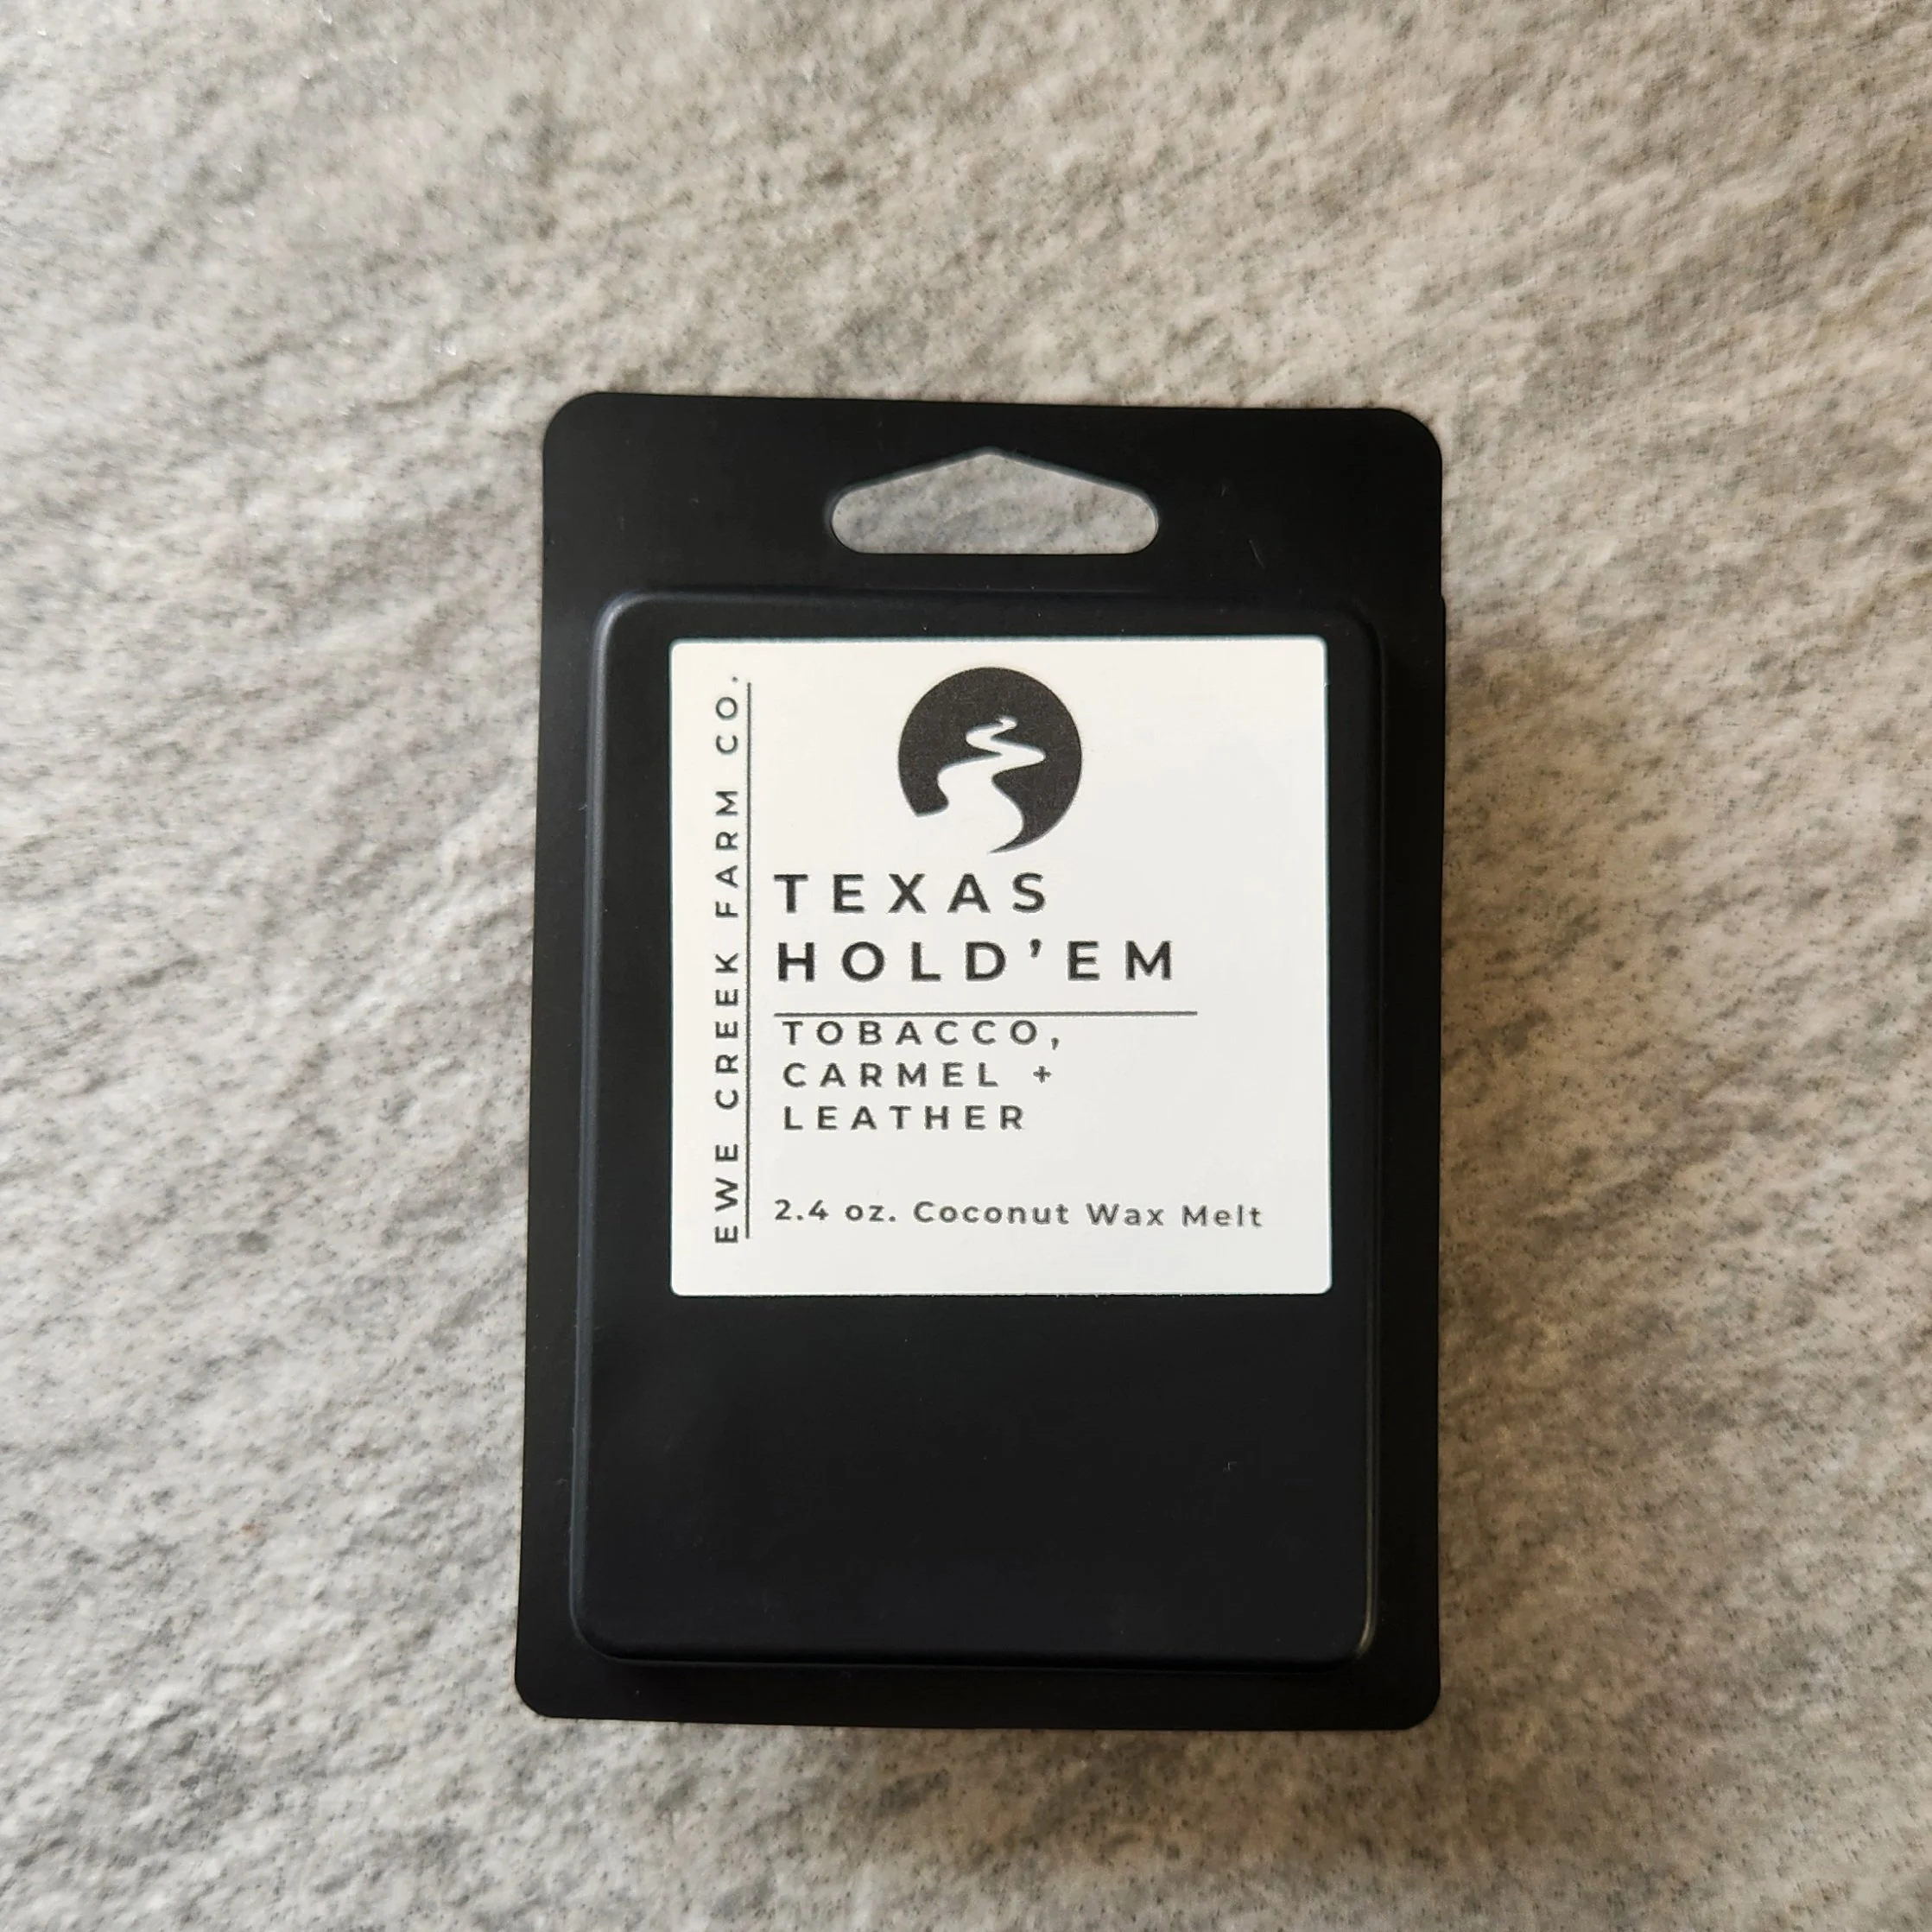 EWE CREEK FARM CO.
TEXAS
HOLD'EM
TOBACCO,
CARMEL +
LEATHER
2.4 oz. Coconut Wax Melt